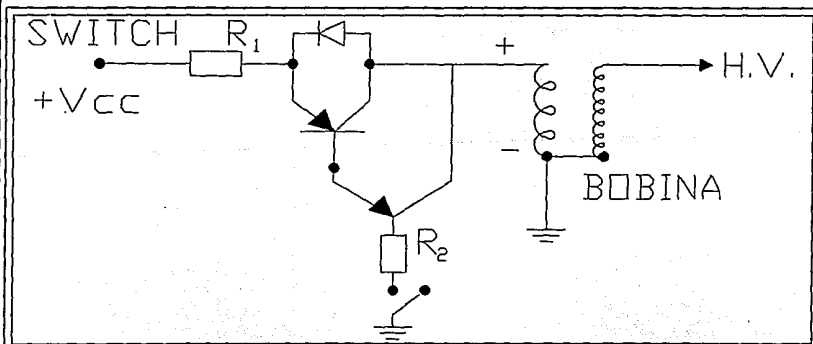 SWITCH R₁
+Vcc
+
-
H.V.
BOBINA
R₂